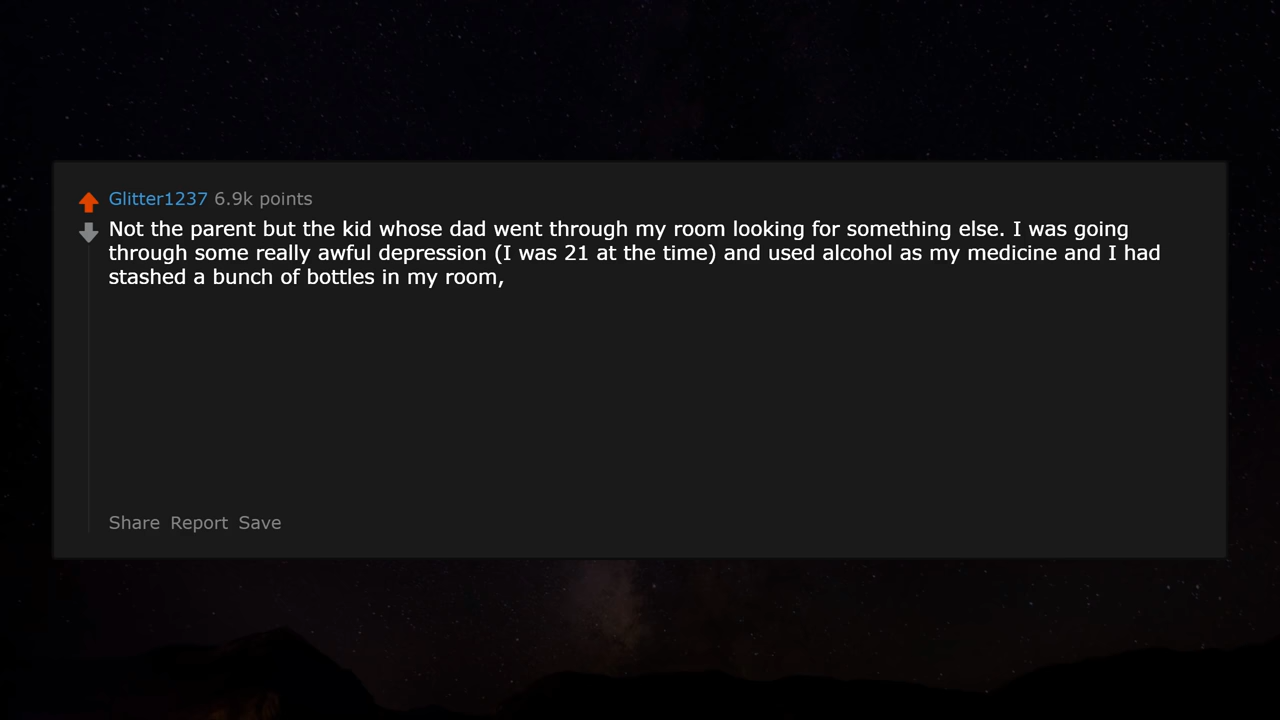 Glitter1237 6.9k points
Not the parent but the kid whose dad went through my room looking for something else. I was going
through some really awful depression (I was 21 at the time) and used alcohol as my medicine and I had
stashed a bunch of bottles in my room,
Share Report Save